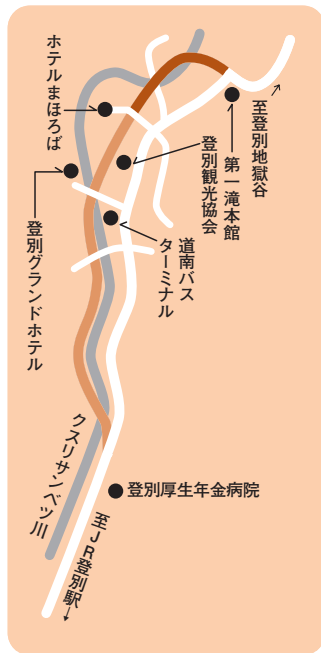 ホテルまほろば
至登別地獄谷
第一滝本館
登別観光協会
道南バス
ターミナル
登別グランドホテル
クスリサンベツ川
登別厚生年金病院
至JR登別駅